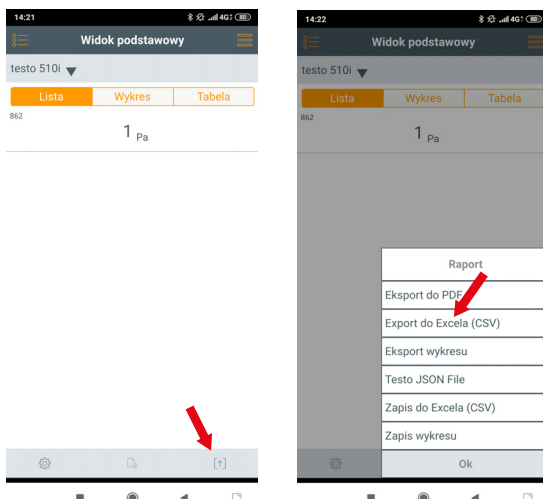 14:21 4G 80
Widok podstawowy
testo 510i
Lista Wykres Tabela
862
1 Pa
[↑]
14:22 4G 80
Widok podstawowy
testo 510i
Lista Wykres Tabela
862
1 Pa
Raport
Eksport do PDF
Export do Excela (CSV)
Eksport wykresu
Testo JSON File
Zapis do Excela (CSV)
Zapis wykresu
Ok